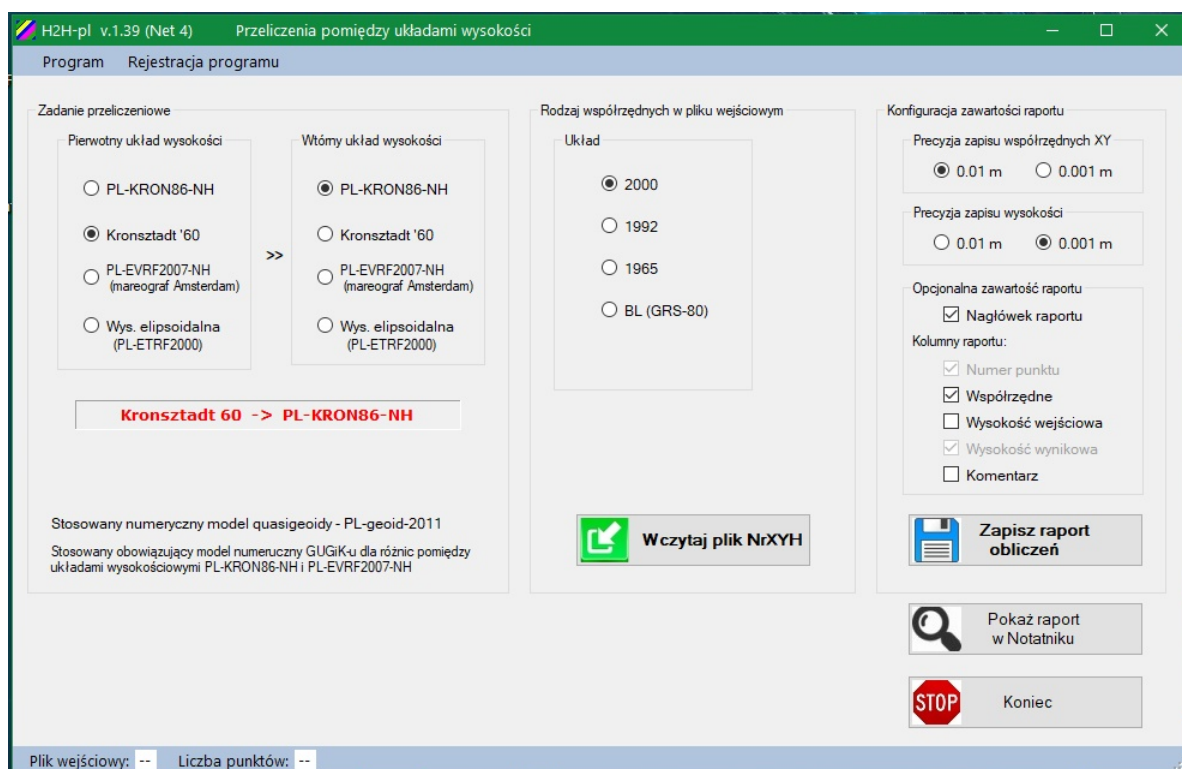 H2H-pl v.1.39 (Net 4) Przeliczenia pomiędzy układami wysokości
Program Rejestracja programu
Zadanie przeliczeniowe
Pierwotny układ wysokości
PL-KRON86-NH
Kronsztadt '60
PL-EVRF2007-NH
(mareograf Amsterdam)
Wys. elipsoidalna
(PL-ETRF2000)
>>
Wtórny układ wysokości
PL-KRON86-NH
Kronsztadt '60
PL-EVRF2007-NH
(mareograf Amsterdam)
Wys. elipsoidalna
(PL-ETRF2000)
Kronsztadt 60 -> PL-KRON86-NH
Stosowany numeryczny model quasigeoidy - PL-geoid-2011
Stosowany obowiązujący model numeruczny GUGiK-u dla różnic pomiędzy
układami wysokościowymi PL-KRON86-NH i PL-EVRF2007-NH
Rodzaj współrzędnych w pliku wejściowym
Układ
2000
1992
1965
BL (GRS-80)
Wczytaj plik NrXYH
Konfiguracja zawartości raportu
Precyzja zapisu współrzędnych XY
0.01 m 0.001 m
Precyzja zapisu wysokości
0.01 m 0.001 m
Opcjonalna zawartość raportu
Nagłówek raportu
Kolumny raportu:
Numer punktu
Współrzędne
Wysokość wejściowa
Wysokość wynikowa
Komentarz
Zapisz raport
obliczeń
Pokaż raport
w Notatniku
STOP Koniec
Plik wejściowy: -- Liczba punktów: --